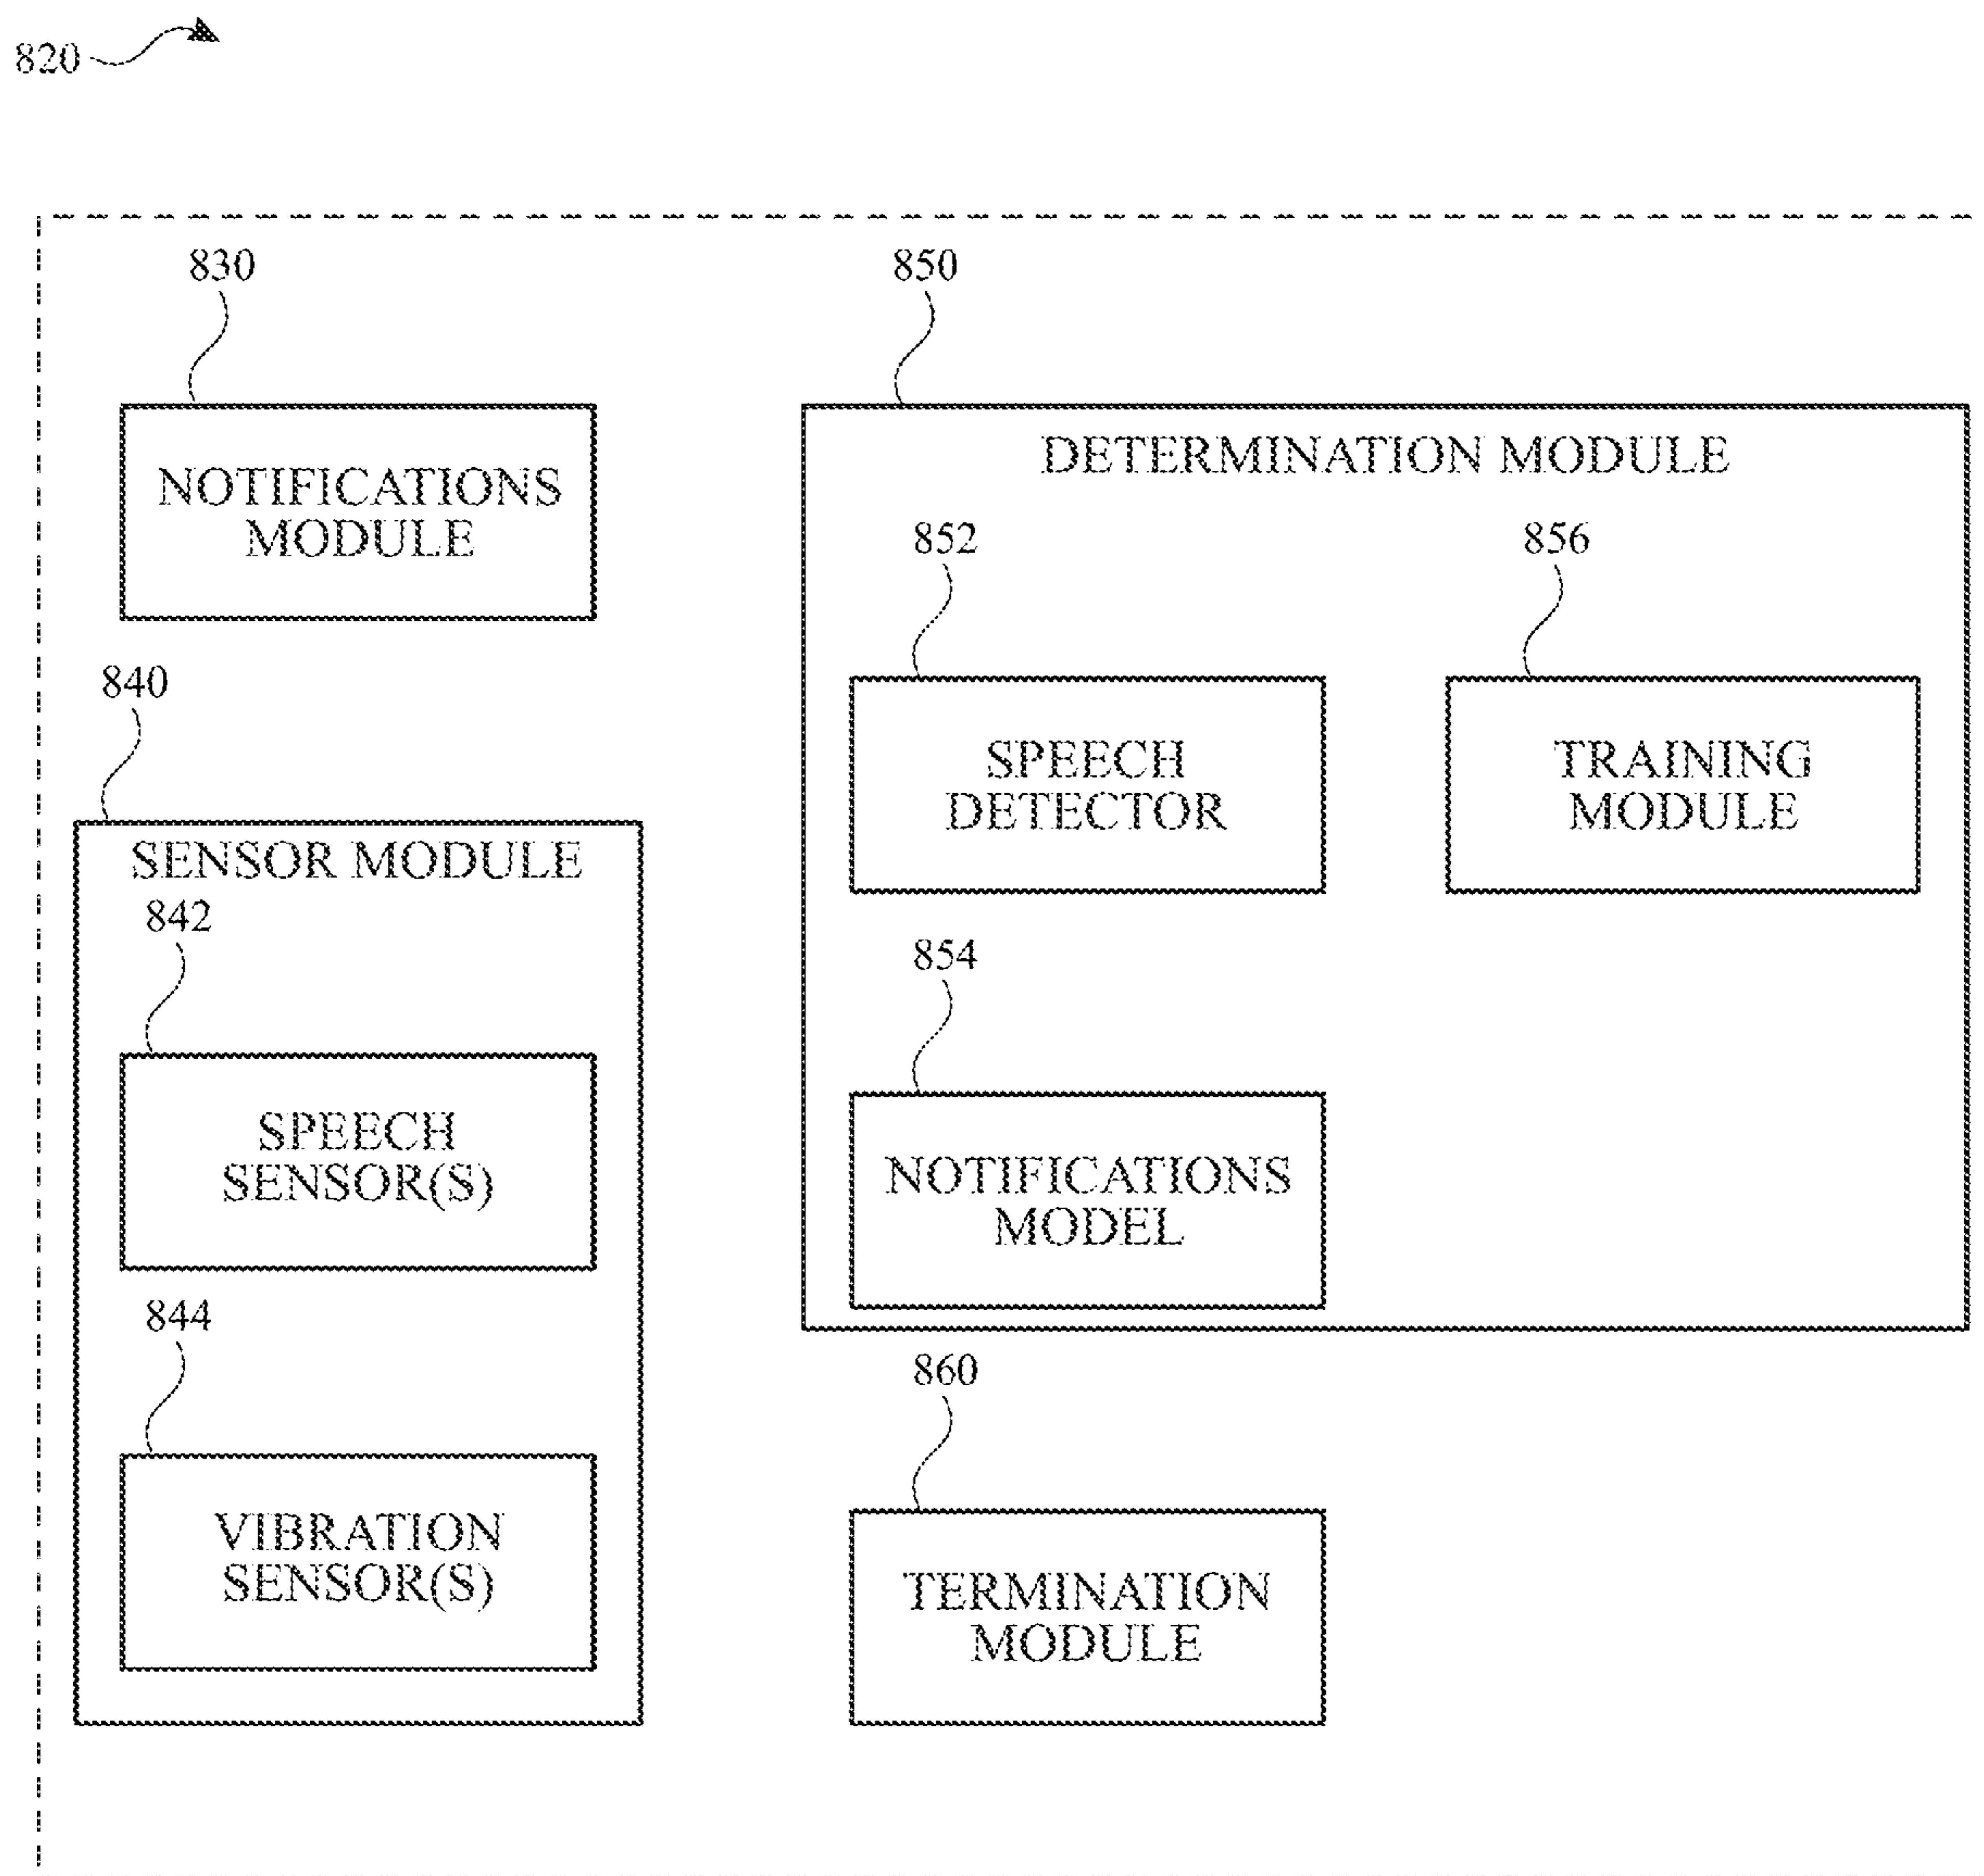 820
830
NOTIFICATIONS
MODULE
840
SENSOR MODULE
842
SPEECH
SENSOR(S)
844
VIBRATION
SENSOR(S)
850
DETERMINATION MODULE
852
SPEECH
DETECTOR
856
TRAINING
MODULE
854
NOTIFICATIONS
MODEL
860
TERMINATION
MODULE